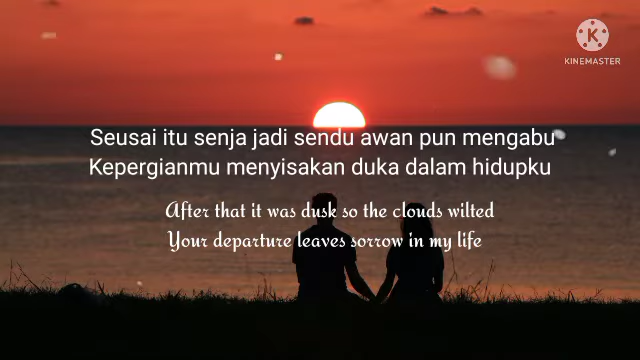 KINEMASTER
Seusai itu senja jadi sendu awan pun mengabu
Kepergianmu menyisakan duka dalam hidupku
After that it was dusk so the clouds wilted
Your departure leaves sorrow in my life